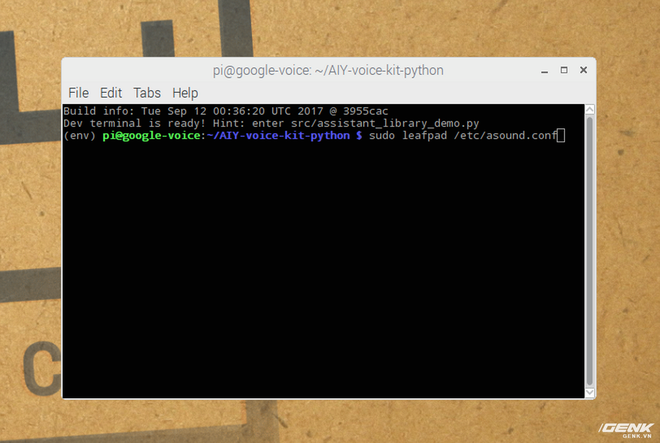 pi@google-voice: ~/AIY-voice-kit-python
File Edit Tabs Help
Build info: Tue Sep 12 00:36:20 UTC 2017 @ 3955cac
Dev terminal is ready! Hint: enter src/assistant_library_demo.py
(env) pi@google-voice:~/AIY-voice-kit-python $ sudo leafpad /etc/asound.conf
C
GENK
GENK.VN